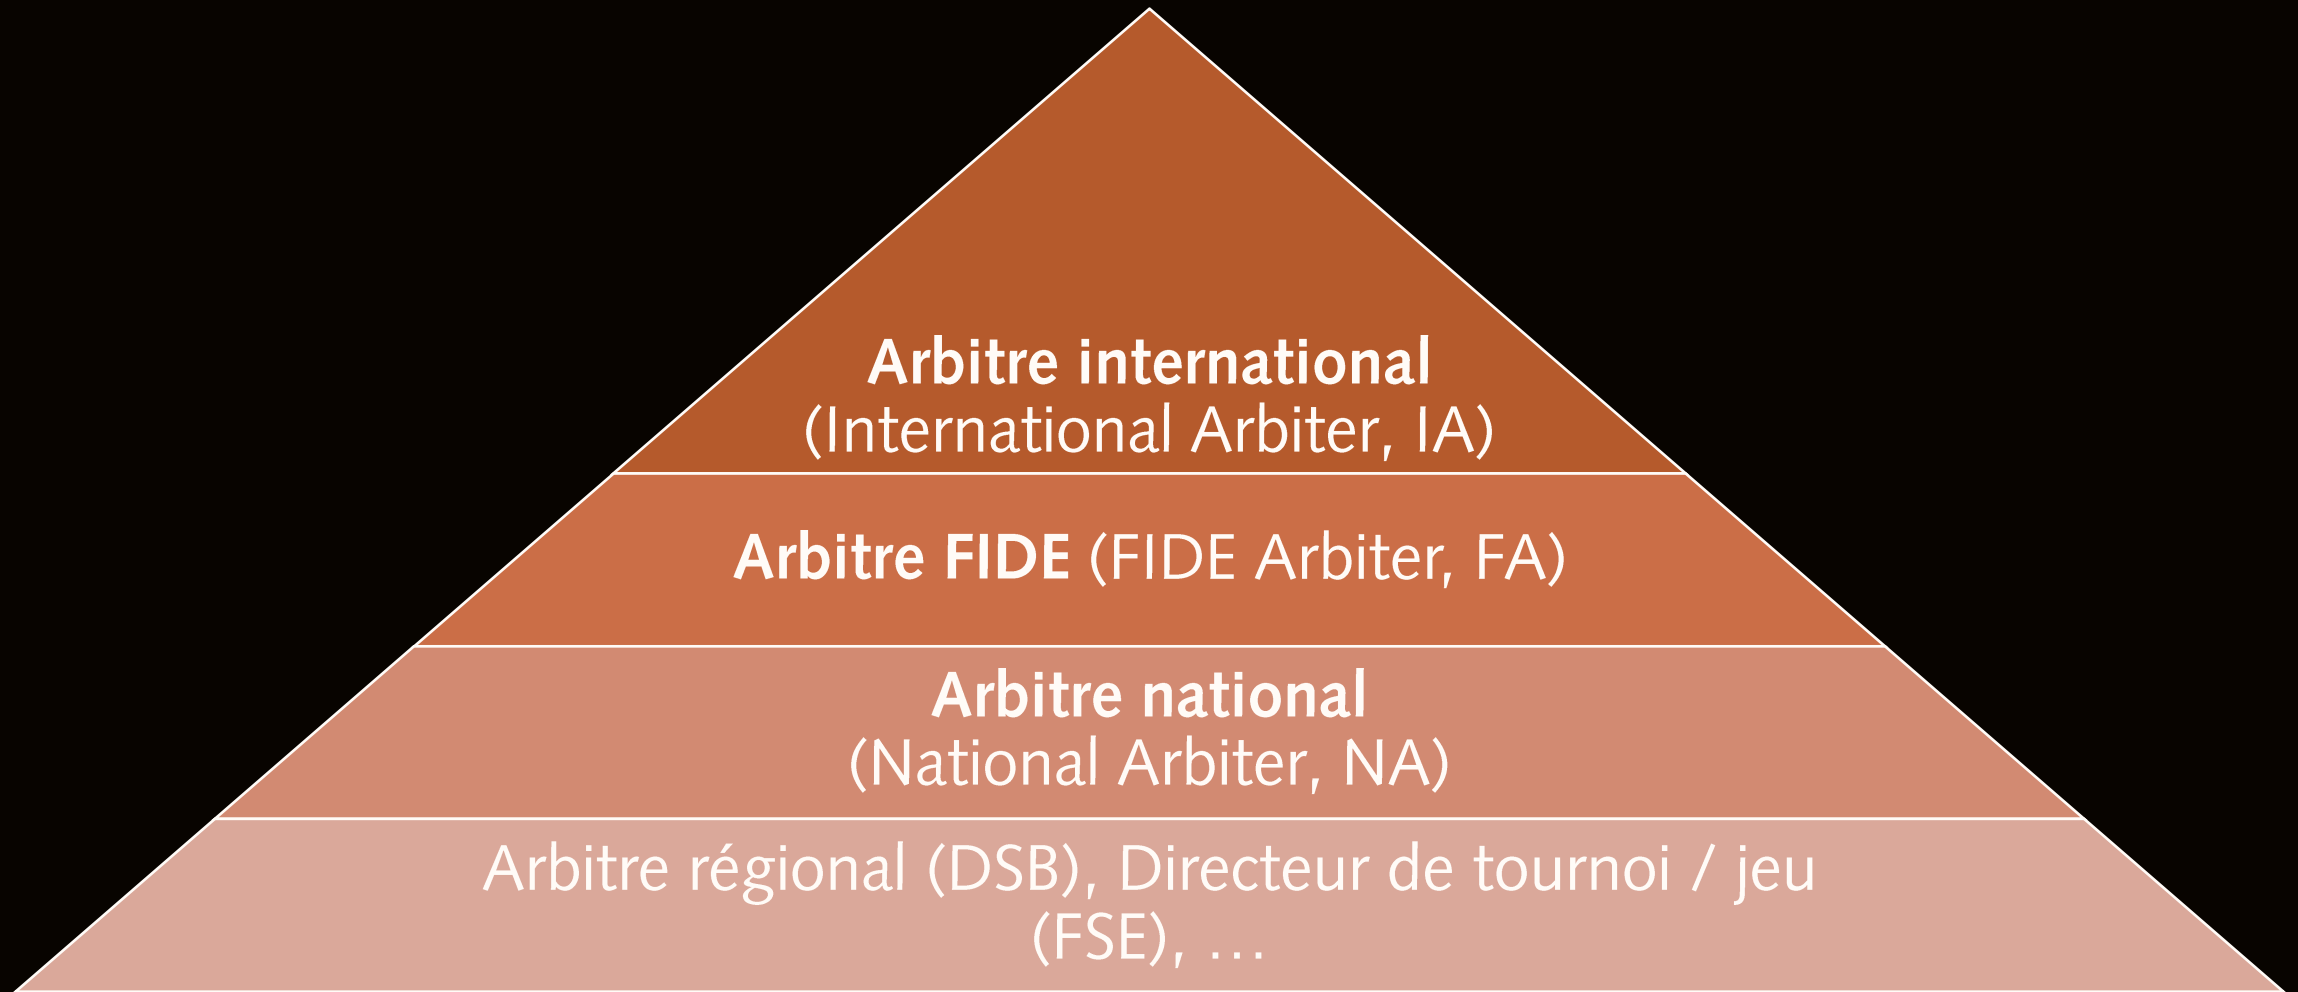 Arbitre international
(International Arbiter, IA)
Arbitre FIDE (FIDE Arbiter, FA)
Arbitre national
(National Arbiter, NA)
Arbitre régional (DSB), Directeur de tournoi / jeu
(FSE), …